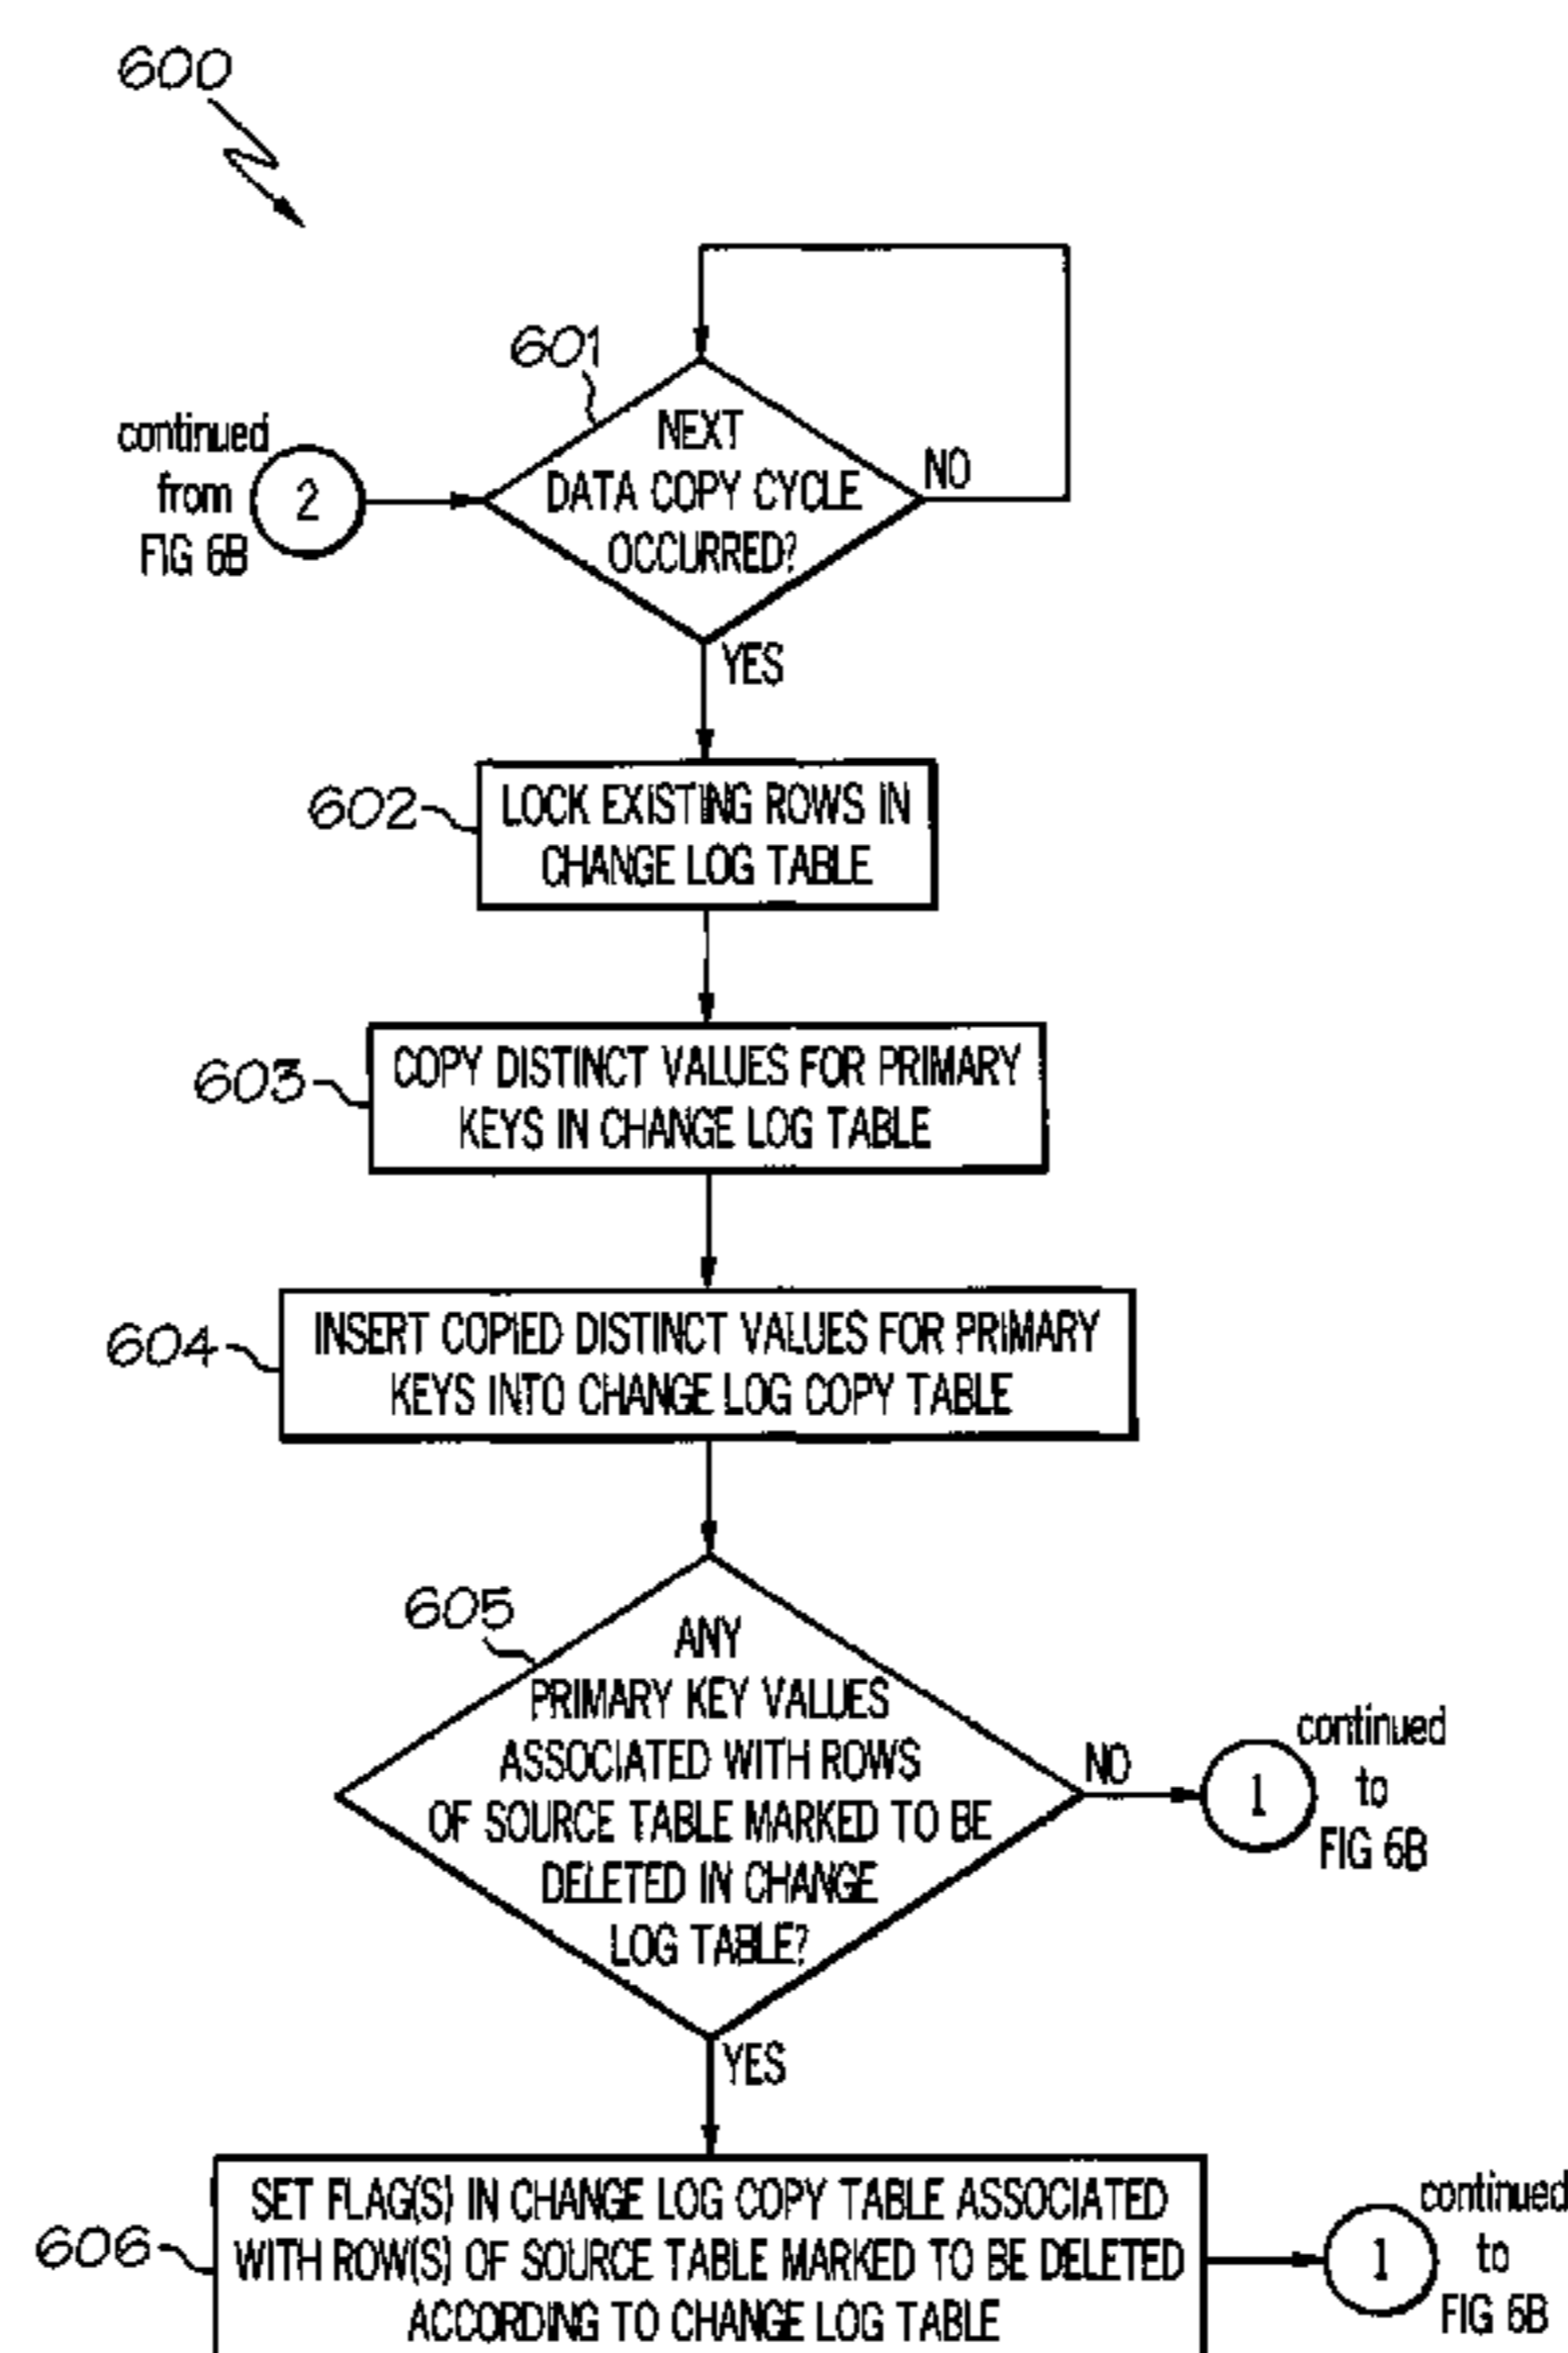 600
601
continued
from
FIG 6B
2
NEXT
DATA COPY CYCLE
OCCURRED?
NO
YES
602
LOCK EXISTING ROWS IN
CHANGE LOG TABLE
603
COPY DISTINCT VALUES FOR PRIMARY
KEYS IN CHANGE LOG TABLE
604
INSERT COPIED DISTINCT VALUES FOR PRIMARY
KEYS INTO CHANGE LOG COPY TABLE
605
ANY
PRIMARY KEY VALUES
ASSOCIATED WITH ROWS
OF SOURCE TABLE MARKED TO BE
DELETED IN CHANGE
LOG TABLE?
NO
1
continued
to
FIG 6B
YES
606
SET FLAG(S) IN CHANGE LOG COPY TABLE ASSOCIATED
WITH ROW(S) OF SOURCE TABLE MARKED TO BE DELETED
ACCORDING TO CHANGE LOG TABLE
1
continued
to
FIG 6B